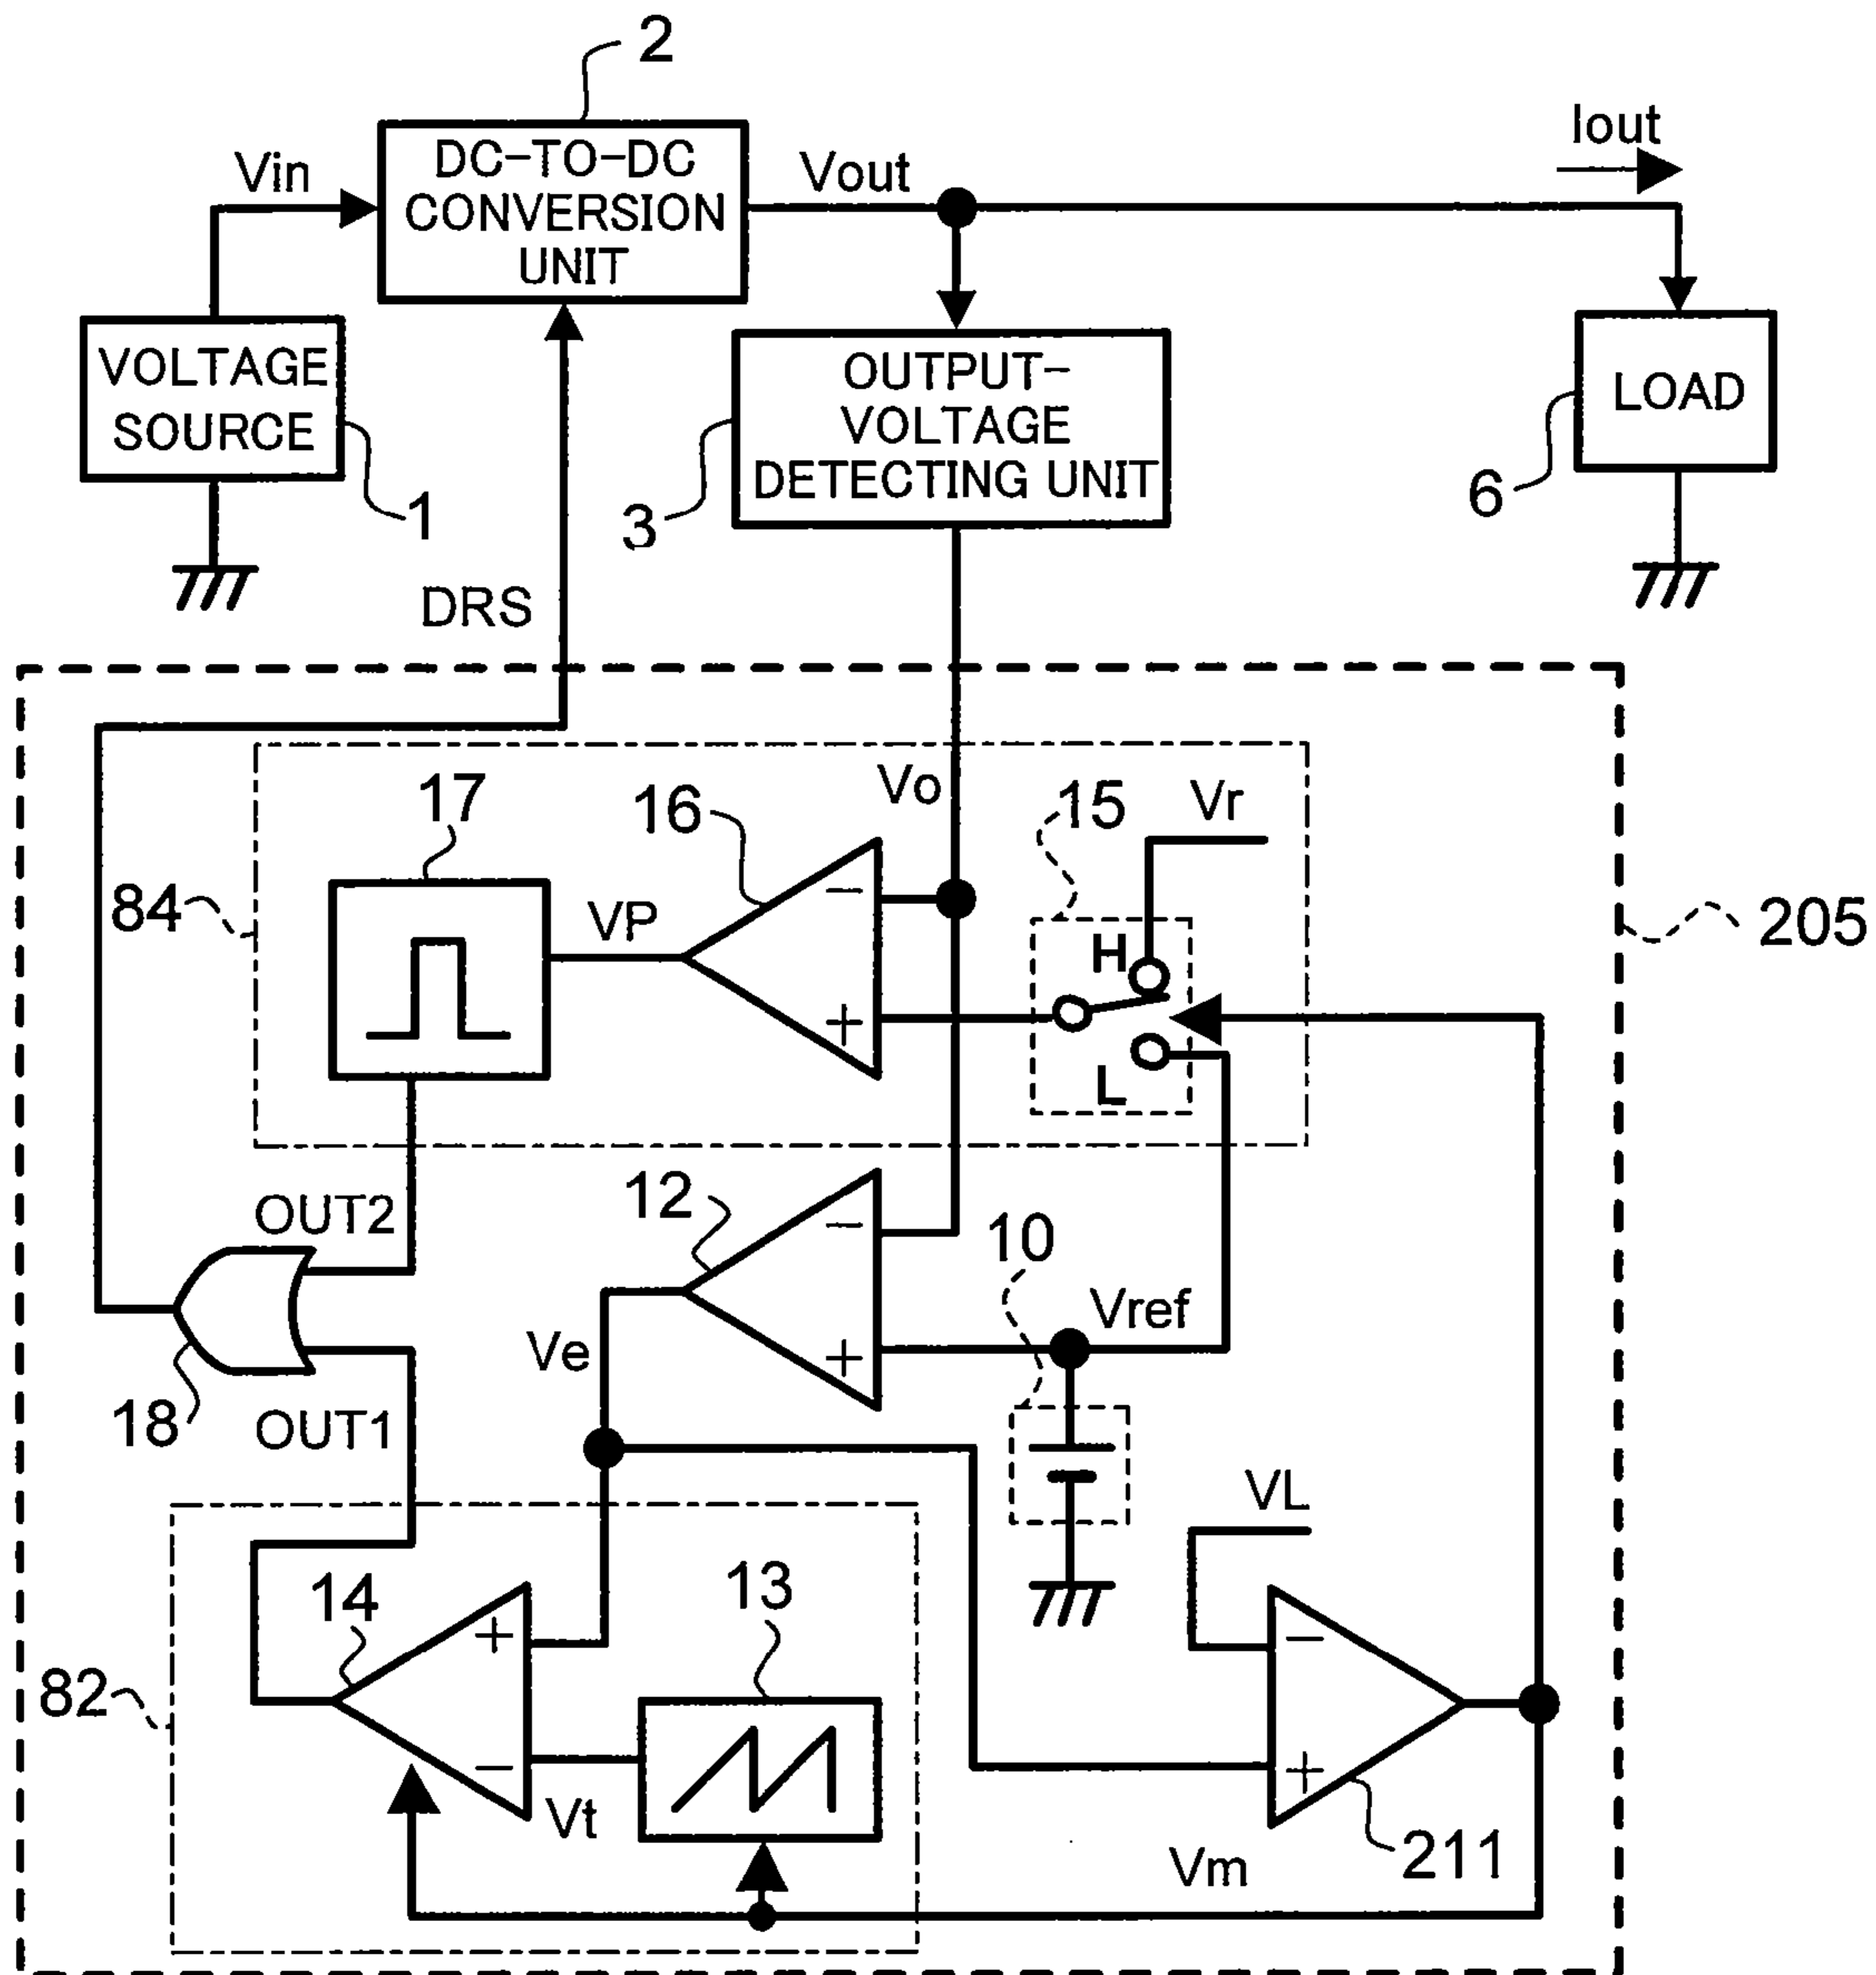 2
Iout
Vin
DC-TO-DC
CONVERSION
UNIT
Vout
VOLTAGE
SOURCE
1
OUTPUT-
VOLTAGE
DETECTING UNIT
3
LOAD
6
DRS
Vo
17
16
15
Vr
84
VP
−
+
H
L
205
OUT2
12
−
+
10
Vref
Ve
18
OUT1
VL
14
13
+
−
82
Vt
−
+
Vm
211